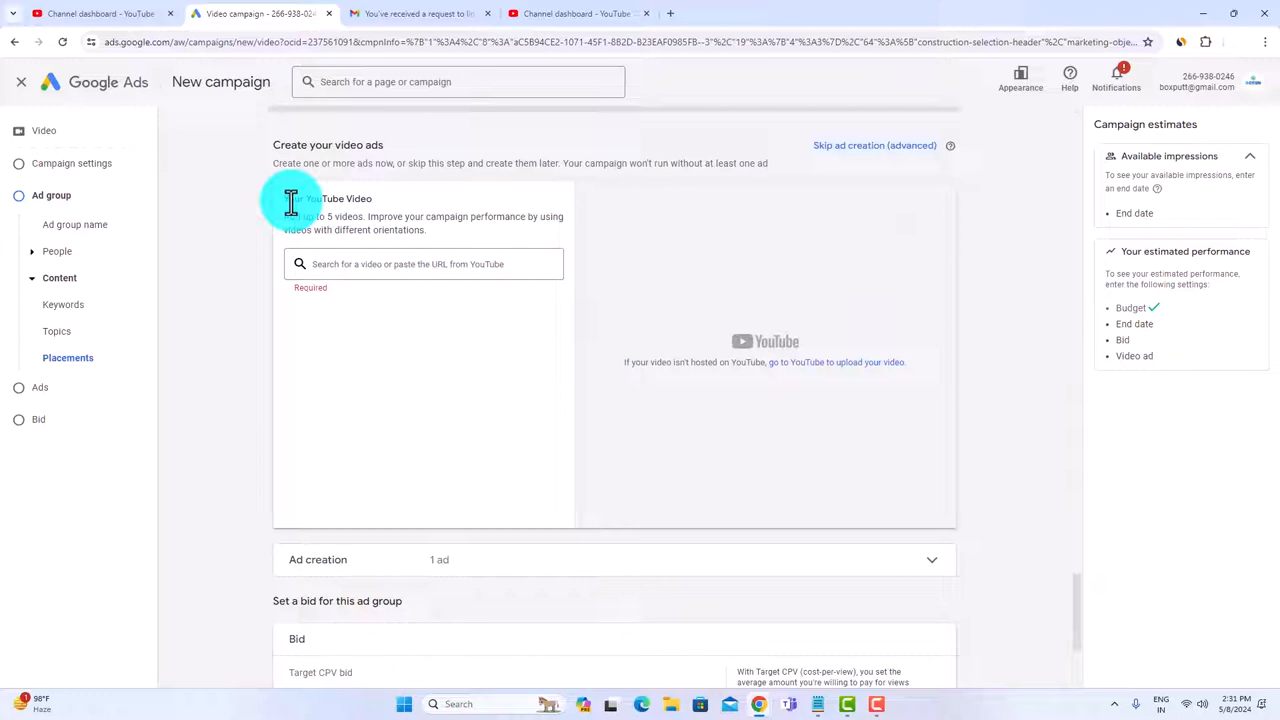 Channel dashboard - YouTube
Video campaign - 266-938-024
You've received a request to lin
Channel dashboard - YouTube
ads.google.com/aw/campaigns/new/video?ocid=237561091&cmpnInfo=%7B"1"%3A4%2C"8"%3A"aC5B94CE2-1071-45F1-8B2D-B23EAF0985FB--3"%2C"19"%3A%7B"4"%3A3%7D%2C"64"%3A%5B"construction-selection-header"%2C"marketing-obje...
Google Ads
New campaign
Search for a page or campaign
Appearance
Help
Notifications
266-938-0246
boxputt@gmail.com
Video
Campaign settings
Ad group
Ad group name
People
Content
Keywords
Topics
Placements
Ads
Bid
Create your video ads
Skip ad creation (advanced)
Create one or more ads now, or skip this step and create them later. Your campaign won't run without at least one ad
Your YouTube Video
Add up to 5 videos. Improve your campaign performance by using
videos with different orientations.
Search for a video or paste the URL from YouTube
Required
YouTube
If your video isn't hosted on YouTube, go to YouTube to upload your video.
Ad creation
1 ad
Set a bid for this ad group
Bid
Target CPV bid
With Target CPV (cost-per-view), you set the
average amount you're willing to pay for views
Campaign estimates
Available impressions
To see your available impressions, enter
an end date
End date
Your estimated performance
To see your estimated performance,
enter the following settings:
Budget
End date
Bid
Video ad
1
98°F
Haze
Search
ENG
IN
2:31 PM
5/8/2024